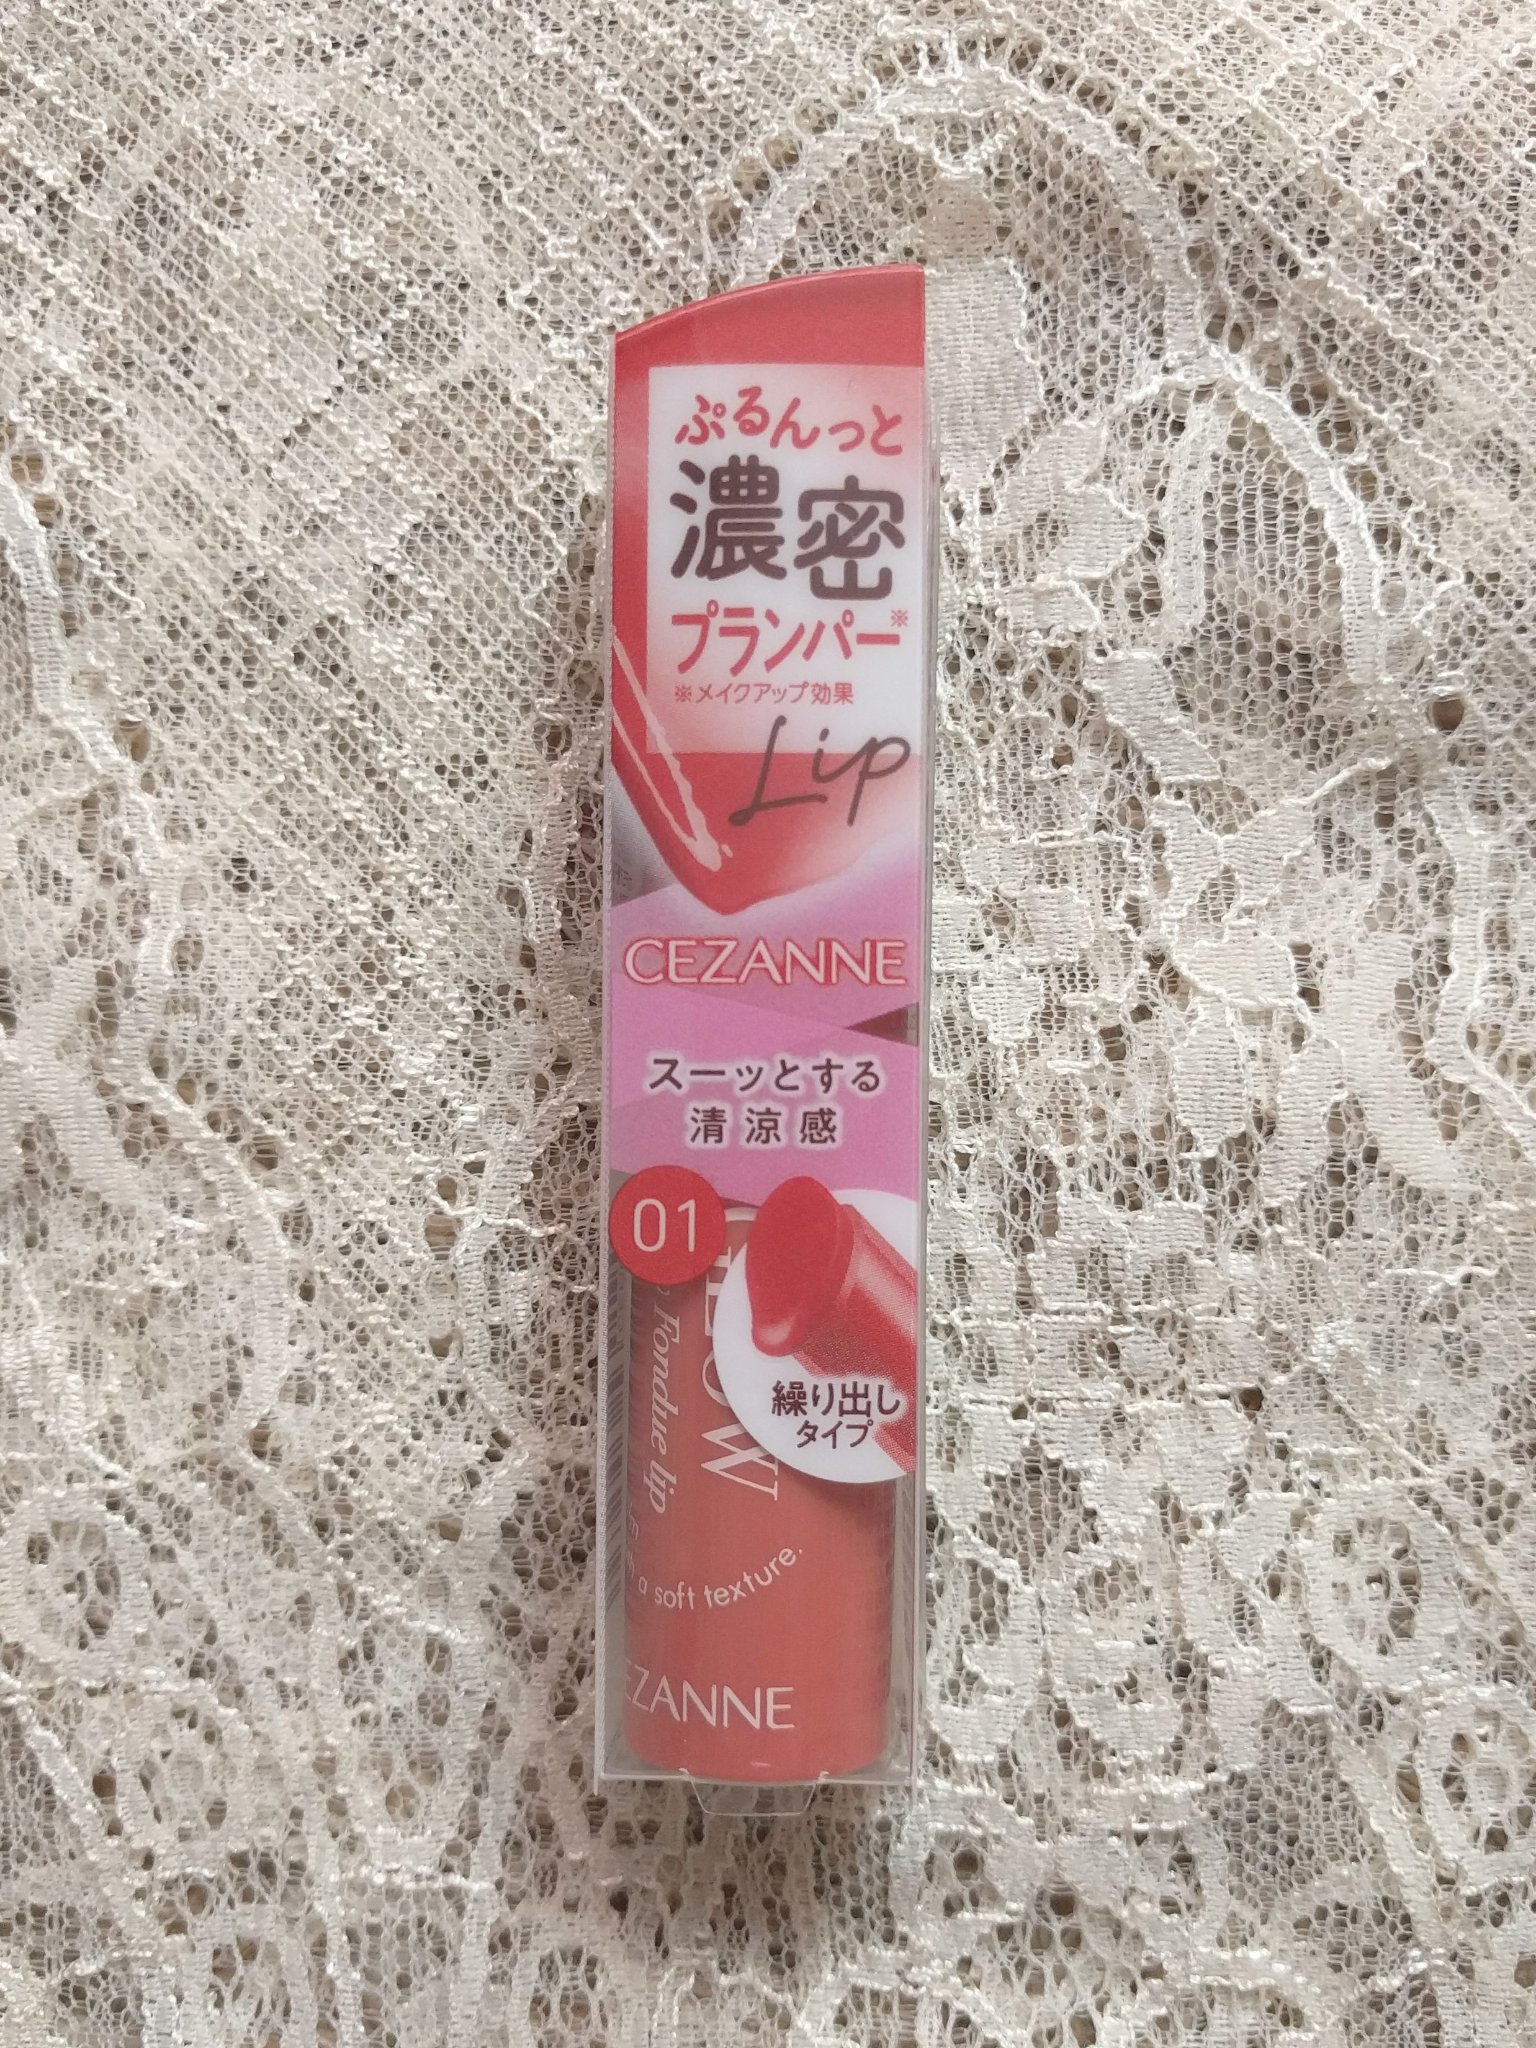 ぷるんっと
濃密
プランパー※
※メイクアップ効果
Lip
CEZANNE
スーッとする
清涼感
01
Fondue lip
a soft texture.
繰り出し
タイプ
EZANNE